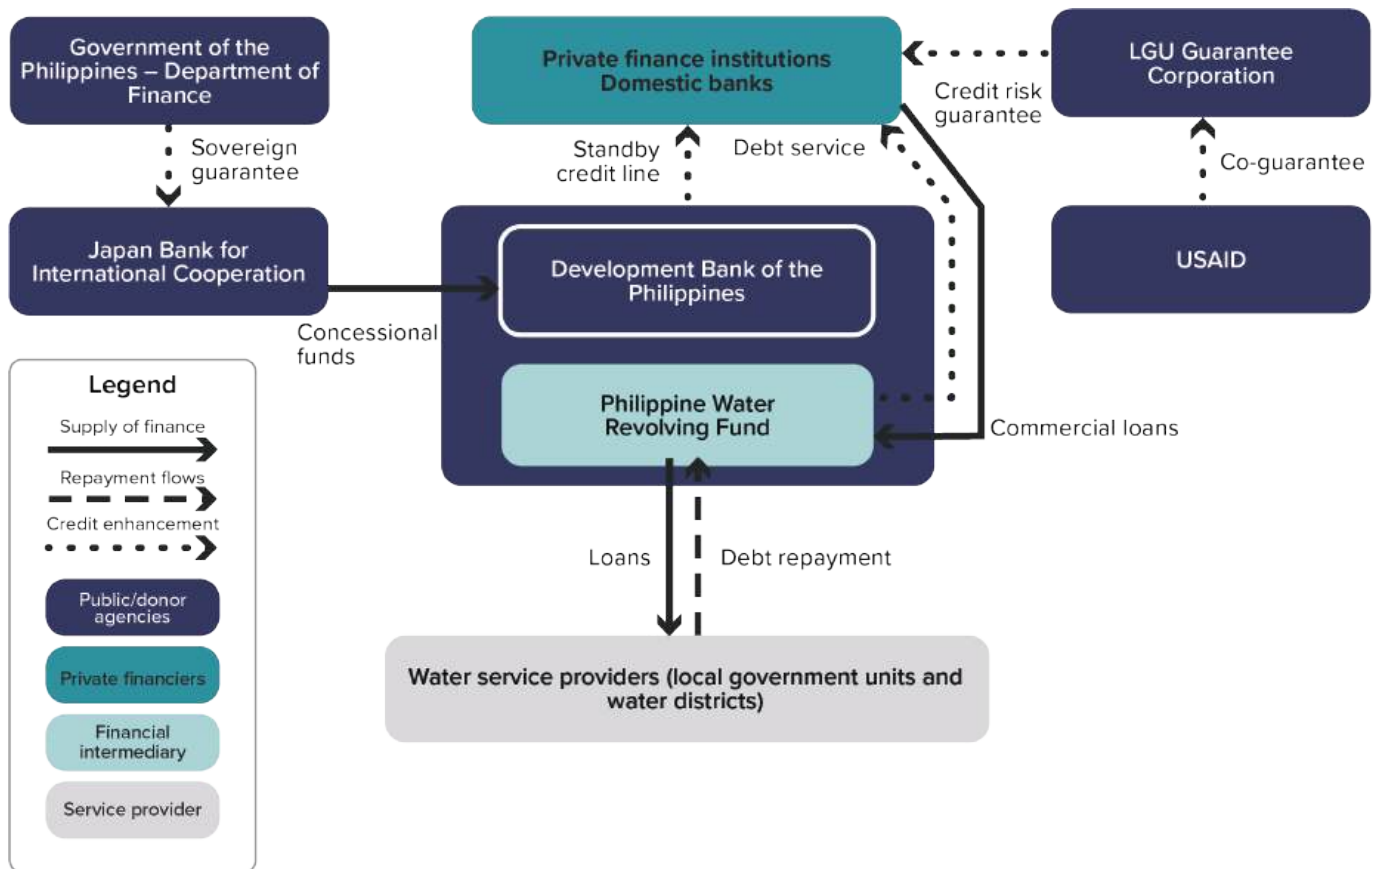 Government of the
Philippines – Department of
Finance
Private finance institutions
Domestic banks
LGU Guarantee
Corporation
Credit risk
guarantee
Sovereign
guarantee
Standby
credit line
Debt service
Co-guarantee
Japan Bank for
International Cooperation
Development Bank of the
Philippines
USAID
Concessional
funds
Philippine Water
Revolving Fund
Commercial loans
Legend
Supply of finance
Repayment flows
Credit enhancement
Public/donor
agencies
Private financiers
Financial
intermediary
Service provider
Loans
Debt repayment
Water service providers (local government units and
water districts)